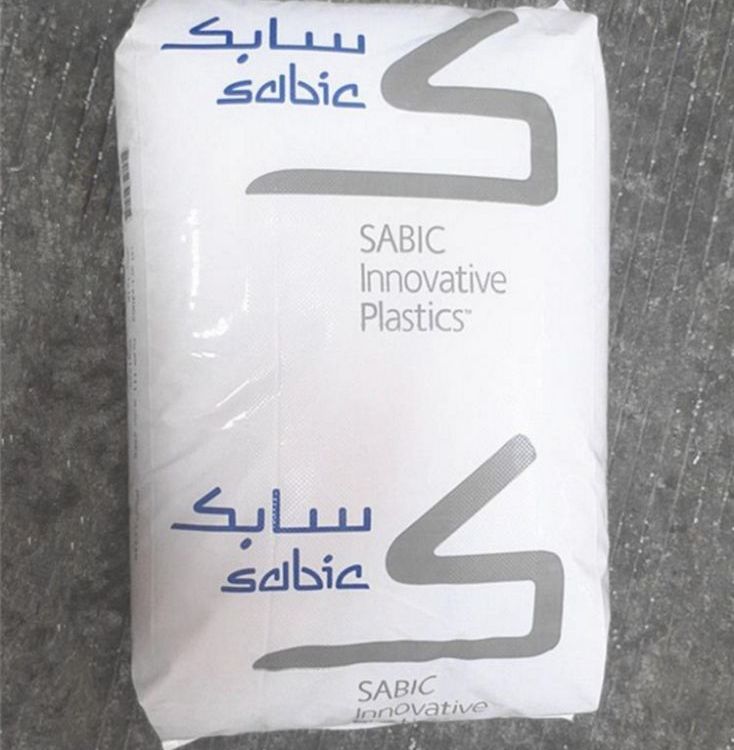 سابك
sabic
SABIC
Innovative
Plastics™
سابك
sabic
SABIC
Innovative